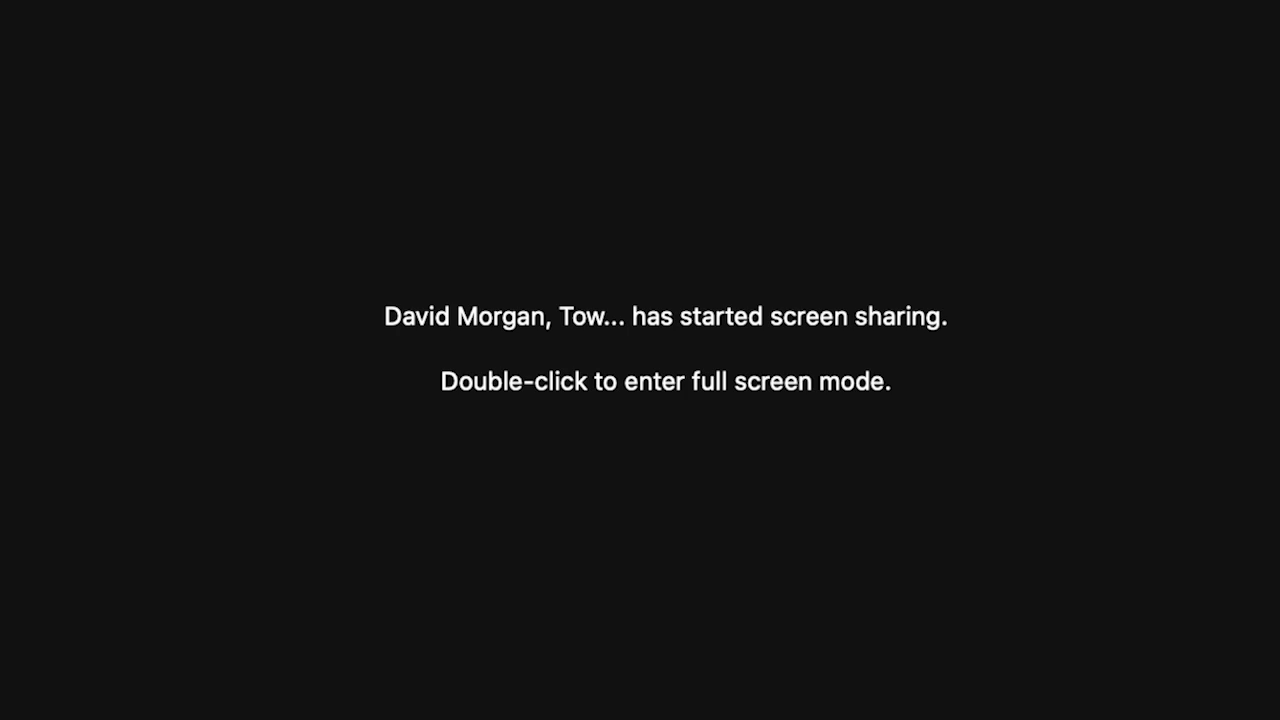 David Morgan, Tow... has started screen sharing.
Double-click to enter full screen mode.